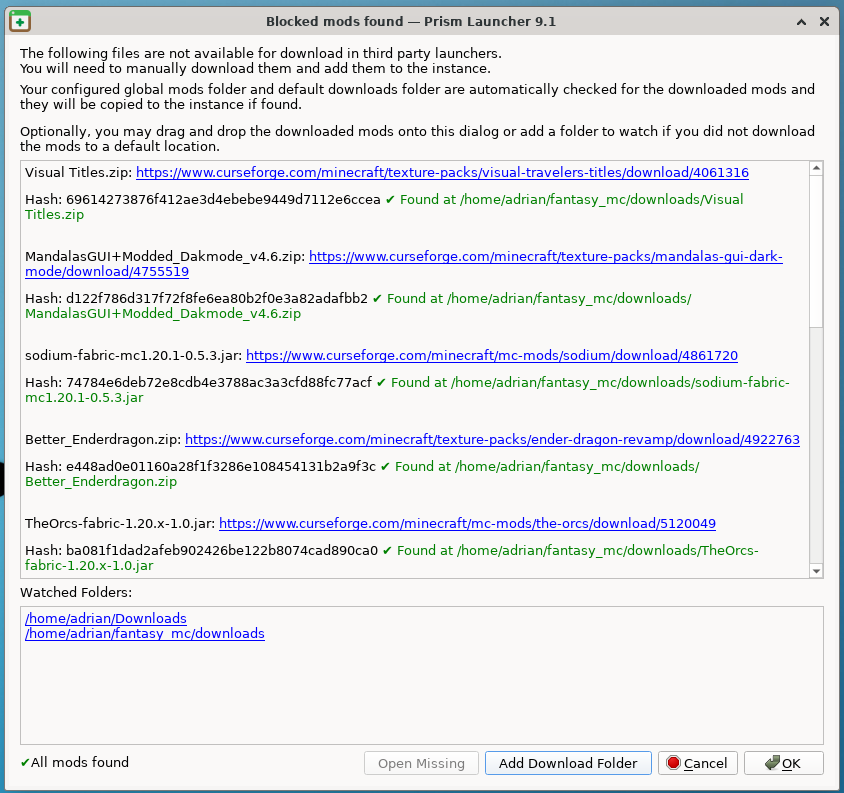 Blocked mods found — Prism Launcher 9.1
The following files are not available for download in third party launchers.
You will need to manually download them and add them to the instance.
Your configured global mods folder and default downloads folder are automatically checked for the downloaded mods and
they will be copied to the instance if found.
Optionally, you may drag and drop the downloaded mods onto this dialog or add a folder to watch if you did not download
the mods to a default location.
Visual Titles.zip: https://www.curseforge.com/minecraft/texture-packs/visual-travelers-titles/download/4061316
Hash: 69614273876f412ae3d4ebebe9449d7112e6ccea ✔ Found at /home/adrian/fantasy_mc/downloads/Visual
Titles.zip
MandalasGUI+Modded_Dakmode_v4.6.zip: https://www.curseforge.com/minecraft/texture-packs/mandalas-gui-dark-
mode/download/4755519
Hash: d122f786d317f72f8fe6ea80b2f0e3a82adafbb2 ✔ Found at /home/adrian/fantasy_mc/downloads/
MandalasGUI+Modded_Dakmode_v4.6.zip
sodium-fabric-mc1.20.1-0.5.3.jar: https://www.curseforge.com/minecraft/mc-mods/sodium/download/4861720
Hash: 74784e6deb72e8cdb4e3788ac3a3cfd88fc77acf ✔ Found at /home/adrian/fantasy_mc/downloads/sodium-fabric-
mc1.20.1-0.5.3.jar
Better_Enderdragon.zip: https://www.curseforge.com/minecraft/texture-packs/ender-dragon-revamp/download/4922763
Hash: e448ad0e01160a28f1f3286e108454131b2a9f3c ✔ Found at /home/adrian/fantasy_mc/downloads/
Better_Enderdragon.zip
TheOrcs-fabric-1.20.x-1.0.jar: https://www.curseforge.com/minecraft/mc-mods/the-orcs/download/5120049
Hash: ba081f1dad2afeb902426be122b8074cad890ca0 ✔ Found at /home/adrian/fantasy_mc/downloads/TheOrcs-
fabric-1.20.x-1.0.jar
Watched Folders:
/home/adrian/Downloads
/home/adrian/fantasy_mc/downloads
✔All mods found
Open Missing
Add Download Folder
Cancel
OK